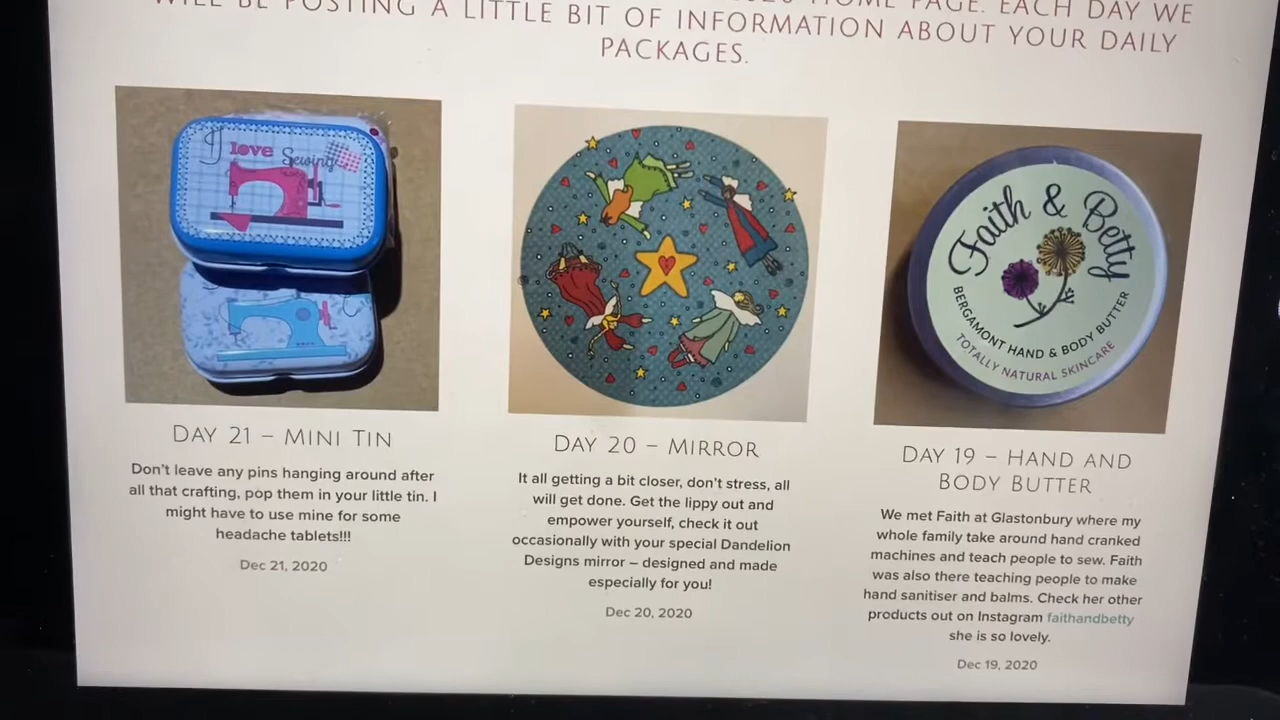 HOME PAGE. EACH DAY WE
WILL BE POSTING A LITTLE BIT OF INFORMATION ABOUT YOUR DAILY
PACKAGES.
I love Sewing
Faith & Betty
BERGAMONT HAND & BODY BUTTER
TOTALLY NATURAL SKINCARE
DAY 21 – MINI TIN
Don't leave any pins hanging around after
all that crafting, pop them in your little tin. I
might have to use mine for some
headache tablets!!!
Dec 21, 2020
DAY 20 – MIRROR
It all getting a bit closer, don't stress, all
will get done. Get the lippy out and
empower yourself, check it out
occasionally with your special Dandelion
Designs mirror – designed and made
especially for you!
Dec 20, 2020
DAY 19 – HAND AND
BODY BUTTER
We met Faith at Glastonbury where my
whole family take around hand cranked
machines and teach people to sew. Faith
was also there teaching people to make
hand sanitiser and balms. Check her other
products out on Instagram faithandbetty
she is so lovely.
Dec 19, 2020